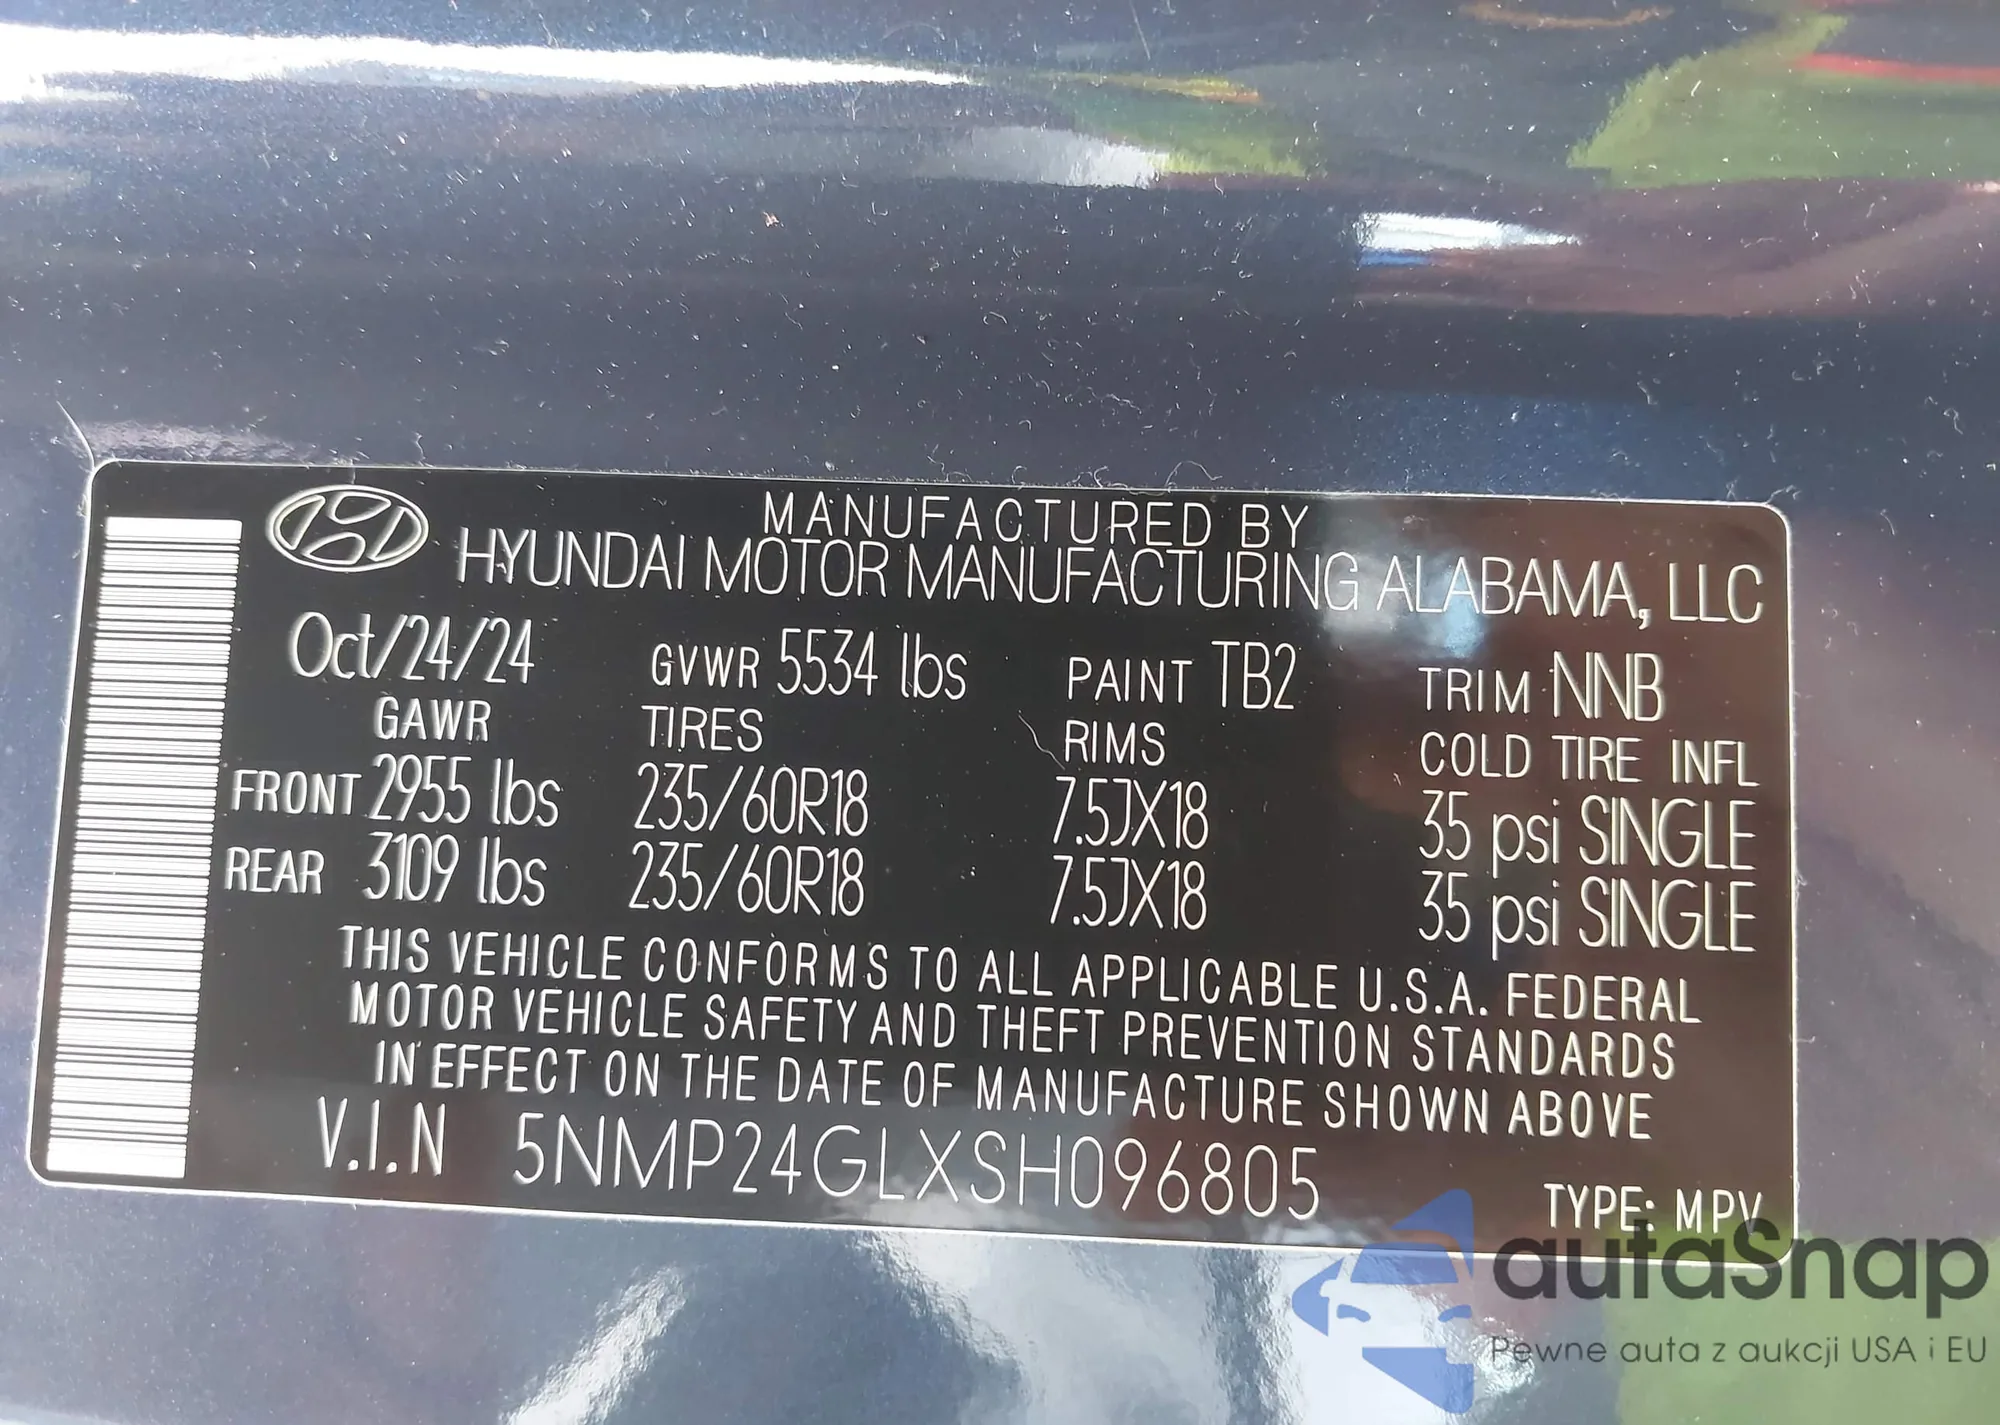 MANUFACTURED BY
HYUNDAI MOTOR MANUFACTURING ALABAMA, LLC
Oct/24/24 GVWR 5534 lbs PAINT TB2 TRIM NNB
GAWR TIRES RIMS COLD TIRE INFL
FRONT 2955 lbs 235/60R18 7.5JX18 35 psi SINGLE
REAR 3109 lbs 235/60R18 7.5JX18 35 psi SINGLE
THIS VEHICLE CONFORMS TO ALL APPLICABLE U.S.A. FEDERAL
MOTOR VEHICLE SAFETY AND THEFT PREVENTION STANDARDS
IN EFFECT ON THE DATE OF MANUFACTURE SHOWN ABOVE
V.I.N 5NMP24GLXSH096805
TYPE: MPV
autaSnap
Pewne auta z aukcji USA i EU